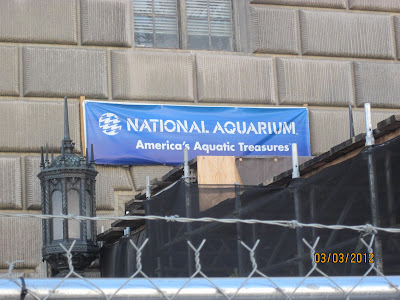 NATIONAL AQUARIUM
America's Aquatic Treasures
03/03/2012